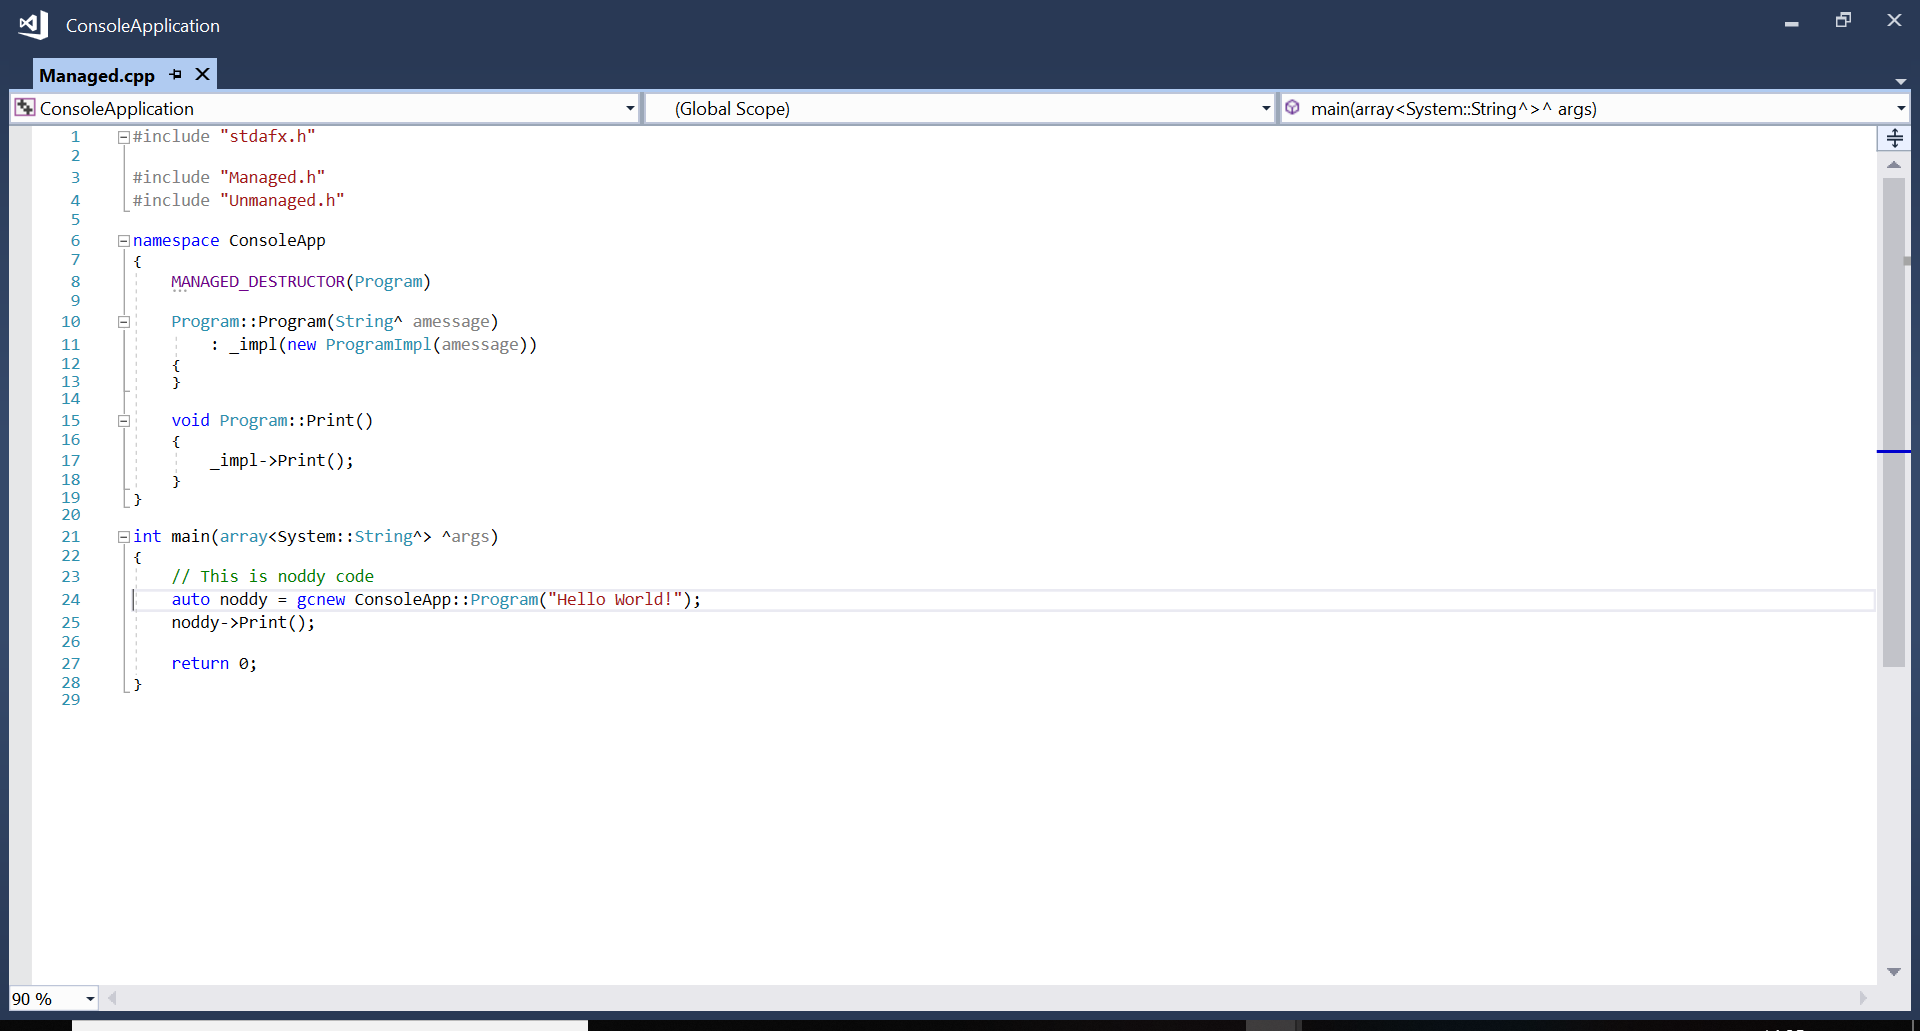 ConsoleApplication
Managed.cpp
ConsoleApplication (Global Scope) main(array<System::String^>^ args)
1 #include "stdafx.h"
2
3 #include "Managed.h"
4 #include "Unmanaged.h"
5
6 namespace ConsoleApp
7 {
8 MANAGED_DESTRUCTOR(Program)
9
10 Program::Program(String^ amessage)
11 : _impl(new ProgramImpl(amessage))
12 {
13 }
14
15 void Program::Print()
16 {
17 _impl->Print();
18 }
19 }
20
21 int main(array<System::String^> ^args)
22 {
23 // This is noddy code
24 auto noddy = gcnew ConsoleApp::Program("Hello World!");
25 noddy->Print();
26
27 return 0;
28 }
29
90 %